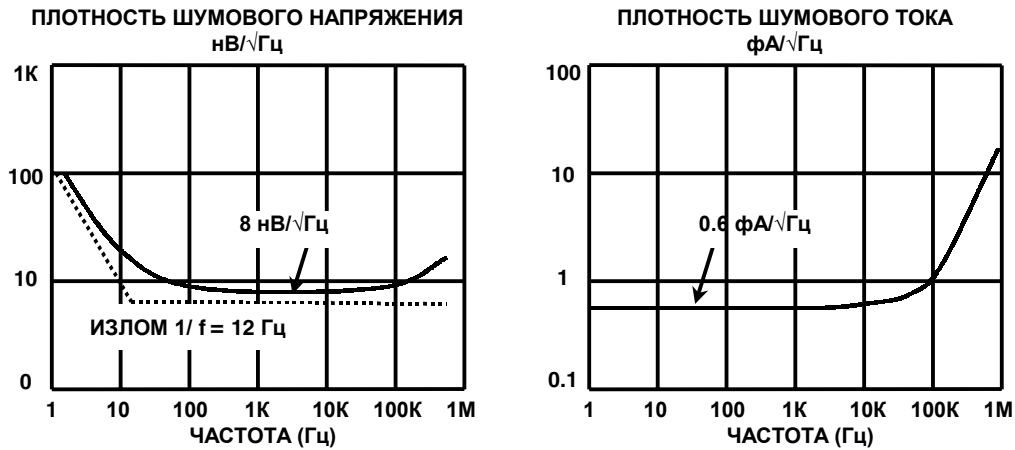 ПЛОТНОСТЬ ШУМОВОГО НАПРЯЖЕНИЯ
нВ/√Гц
1К
100
10
0
8 нВ/√Гц
ИЗЛОМ 1/ f = 12 Гц
1 10 100 1К 10К 100К 1М
ЧАСТОТА (Гц)
ПЛОТНОСТЬ ШУМОВОГО ТОКА
фА/√Гц
100
10
1
0.1
0.6 фА/√Гц
1 10 100 1К 10К 100К 1М
ЧАСТОТА (Гц)